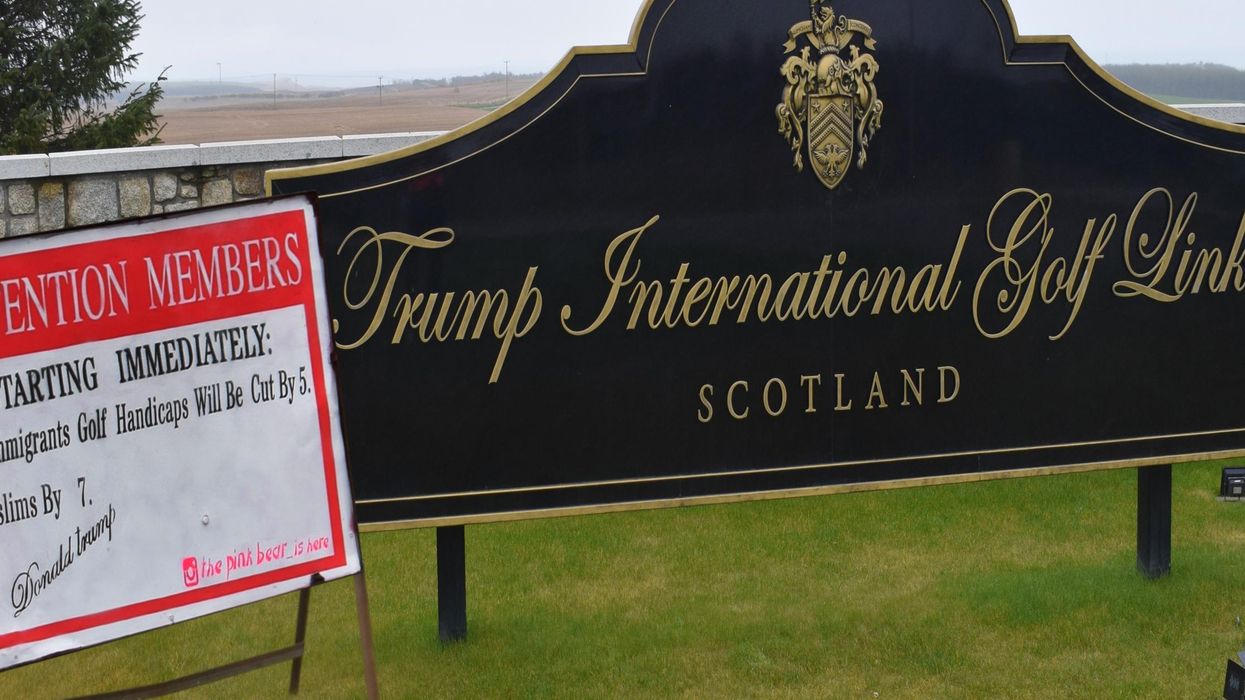 ENTION MEMBERS
TARTING IMMEDIATELY:
mmigrants Golf Handicaps Will Be Cut By 5.
slims By 7.
Donald trump
the pink bear_is here
Trump International Golf Link
SCOTLAND